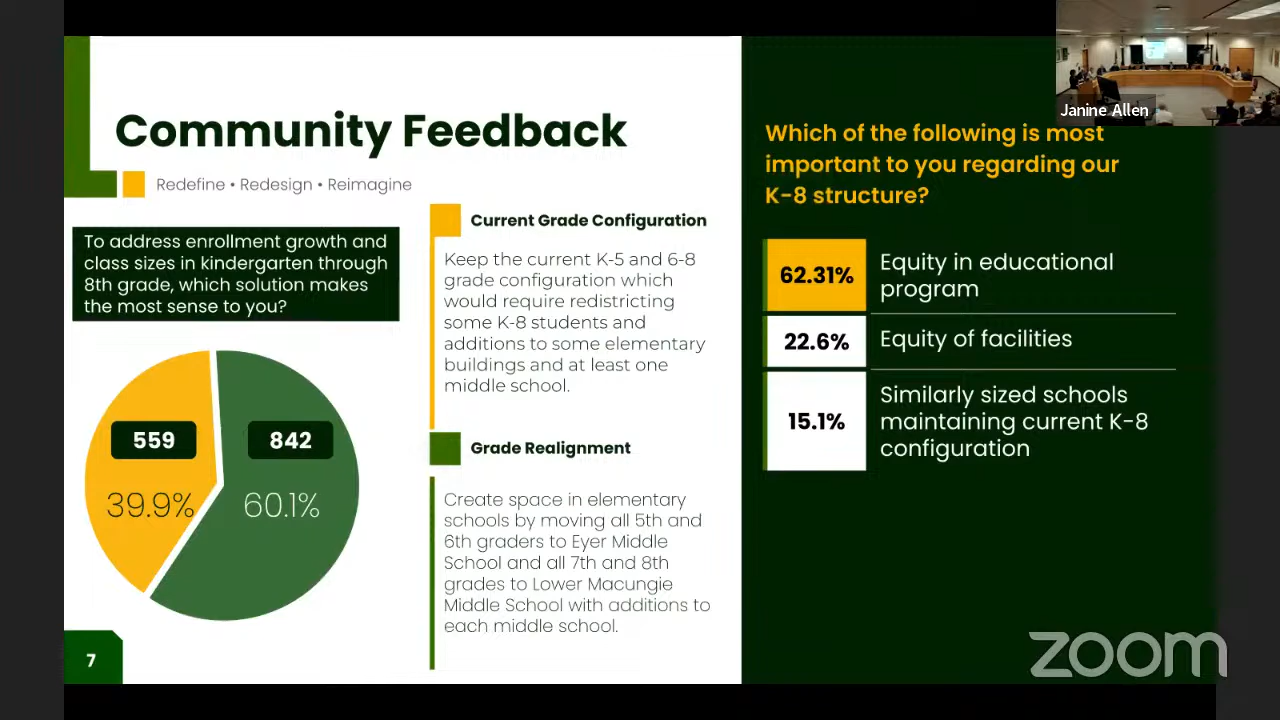 Community Feedback
Redefine • Redesign • Reimagine
To address enrollment growth and
class sizes in kindergarten through
8th grade, which solution makes
the most sense to you?
559
842
39.9%
60.1%
Current Grade Configuration
Keep the current K-5 and 6-8
grade configuration which
would require redistricting
some K-8 students and
additions to some elementary
buildings and at least one
middle school.
Grade Realignment
Create space in elementary
schools by moving all 5th and
6th graders to Eyer Middle
School and all 7th and 8th
grades to Lower Macungie
Middle School with additions to
each middle school.
7
Janine Allen
Which of the following is most
important to you regarding our
K-8 structure?
62.31%
Equity in educational
program
22.6%
Equity of facilities
15.1%
Similarly sized schools
maintaining current K-8
configuration
zoom